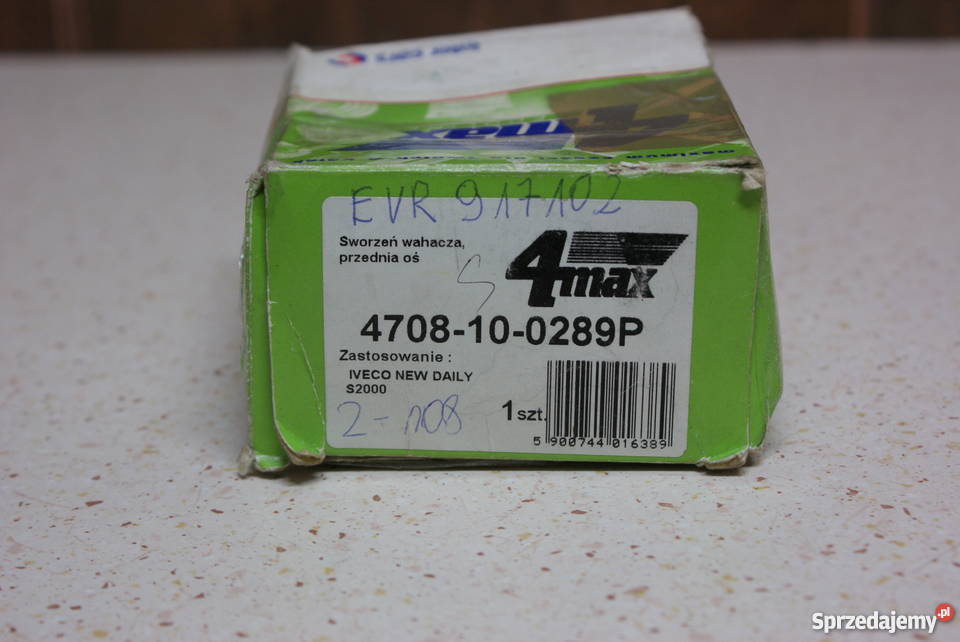 4max
EVR 917102
Sworzeń wahacza,
przednia oś
4max
4708-10-0289P
Zastosowanie :
IVECO NEW DAILY
S2000
2-108
1 szt.
5 900744 016389
Sprzedajemy.pl